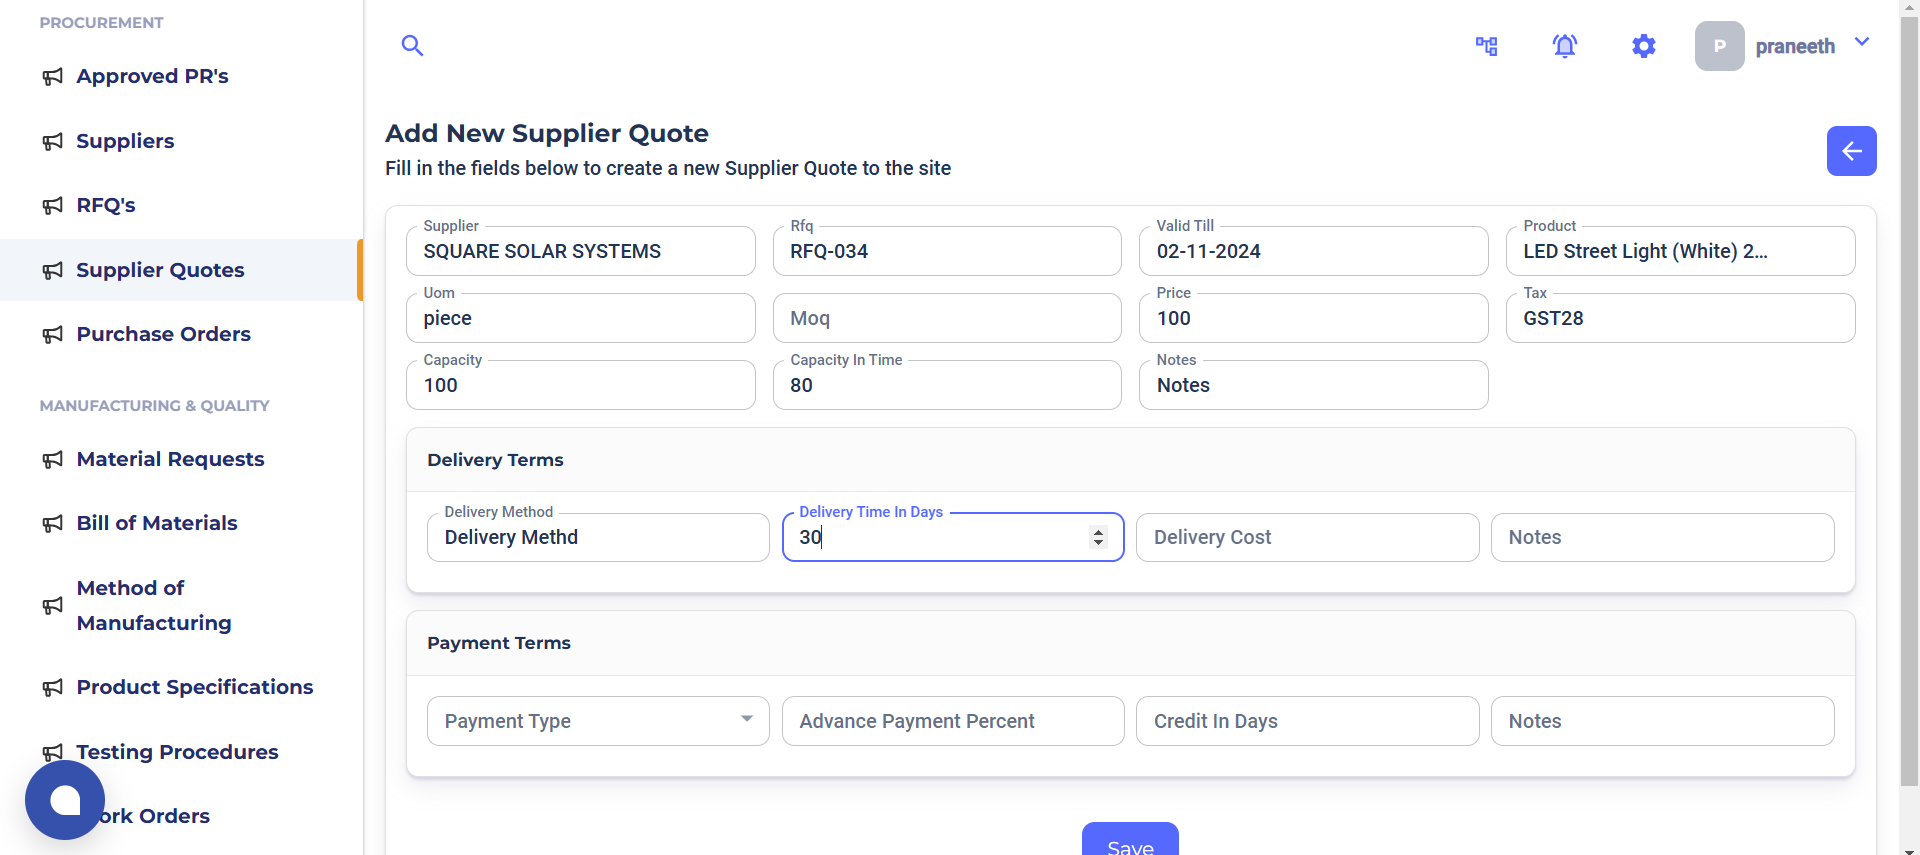 PROCUREMENT
Approved PR's
Suppliers
RFQ's
Supplier Quotes
Purchase Orders
MANUFACTURING & QUALITY
Material Requests
Bill of Materials
Method of
Manufacturing
Product Specifications
Testing Procedures
ork Orders
P
praneeth
Add New Supplier Quote
Fill in the fields below to create a new Supplier Quote to the site
Supplier
SQUARE SOLAR SYSTEMS
Rfq
RFQ-034
Valid Till
02-11-2024
Product
LED Street Light (White) 2...
Uom
piece
Moq
Price
100
Tax
GST28
Capacity
100
Capacity In Time
80
Notes
Notes
Delivery Terms
Delivery Method
Delivery Methd
Delivery Time In Days
30
Delivery Cost
Notes
Payment Terms
Payment Type
Advance Payment Percent
Credit In Days
Notes
Save